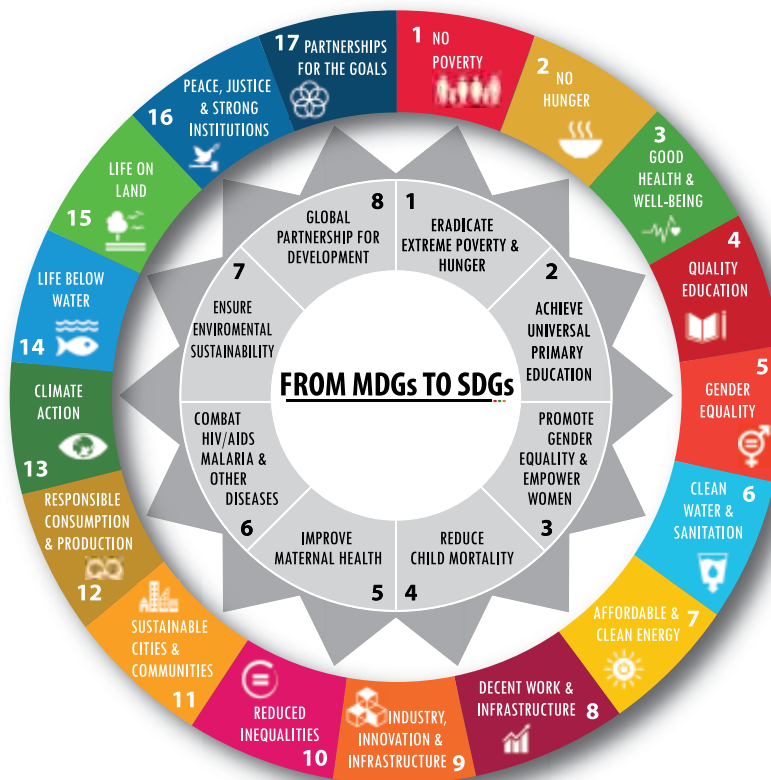 FROM MDGs TO SDGs
1 NO
POVERTY
2 NO
HUNGER
3
GOOD
HEALTH &
WELL-BEING
4
QUALITY
EDUCATION
5
GENDER
EQUALITY
CLEAN 6
WATER &
SANITATION
AFFORDABLE & 7
CLEAN ENERGY
DECENT WORK &
INFRASTRUCTURE 8
INDUSTRY,
INNOVATION &
INFRASTRUCTURE 9
REDUCED
INEQUALITIES
10
SUSTAINABLE
CITIES &
COMMUNITIES
11
RESPONSIBLE
CONSUMPTION
& PRODUCTION
12
CLIMATE
ACTION
13
LIFE BELOW
WATER
14
LIFE ON
LAND
15
16 PEACE, JUSTICE
& STRONG
INSTITUTIONS
17 PARTNERSHIPS
FOR THE GOALS
1
ERADICATE
EXTREME POVERTY &
HUNGER
2
ACHIEVE
UNIVERSAL
PRIMARY
EDUCATION
PROMOTE
GENDER
EQUALITY &
EMPOWER
WOMEN
3
REDUCE
CHILD MORTALITY
4
IMPROVE
MATERNAL HEALTH
5
COMBAT
HIV/AIDS
MALARIA &
OTHER
DISEASES
6
7
ENSURE
ENVIROMENTAL
SUSTAINABILITY
8
GLOBAL
PARTNERSHIP FOR
DEVELOPMENT